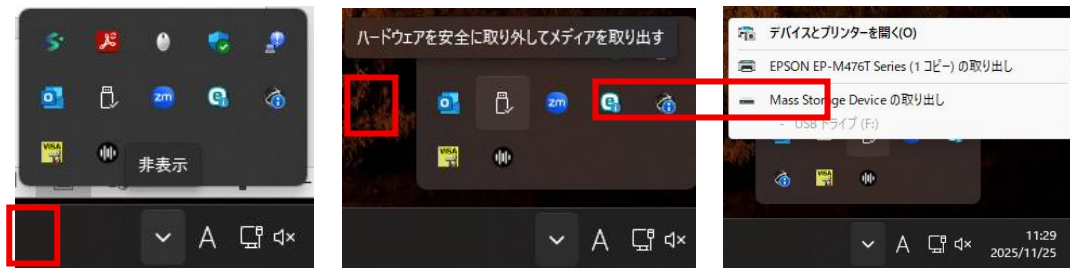 非表示
A
ハードウェアを安全に取り外してメディアを取り出す
zm
A
デバイスとプリンターを開く(O)
EPSON EP-M476T Series (1 コピー) の取り出し
Mass Storage Device の取り出し
- USB ドライブ (F:)
VISA
A
11:29
2025/11/25